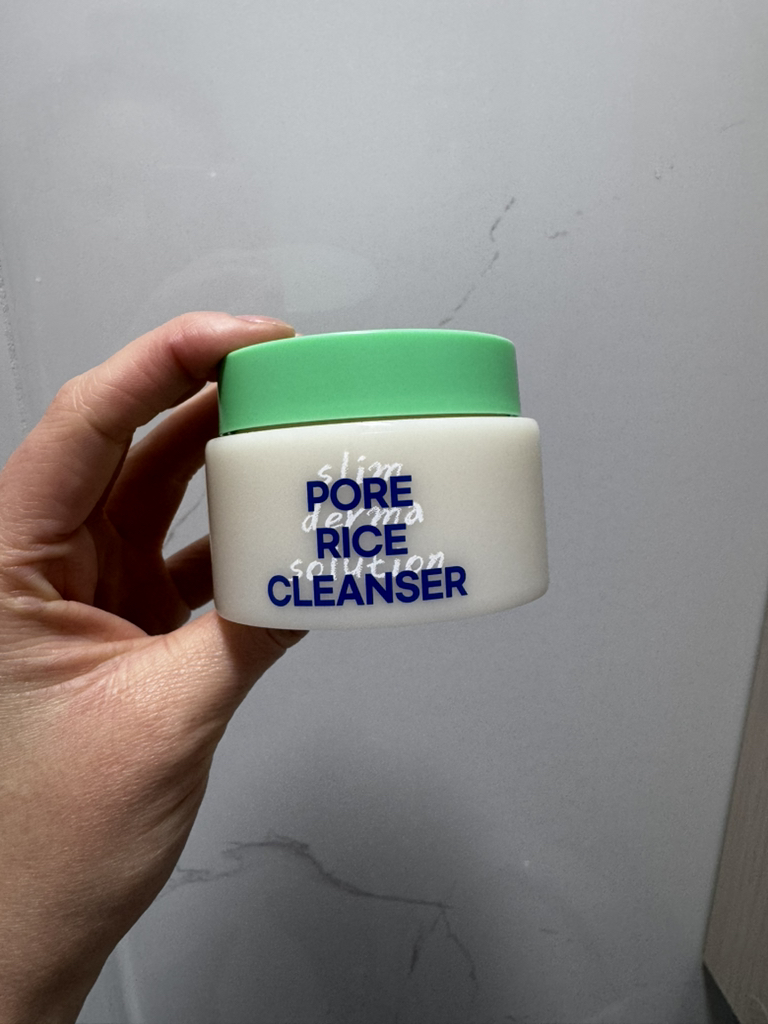 slim
PORE
derma
RICE
solution
CLEANSER